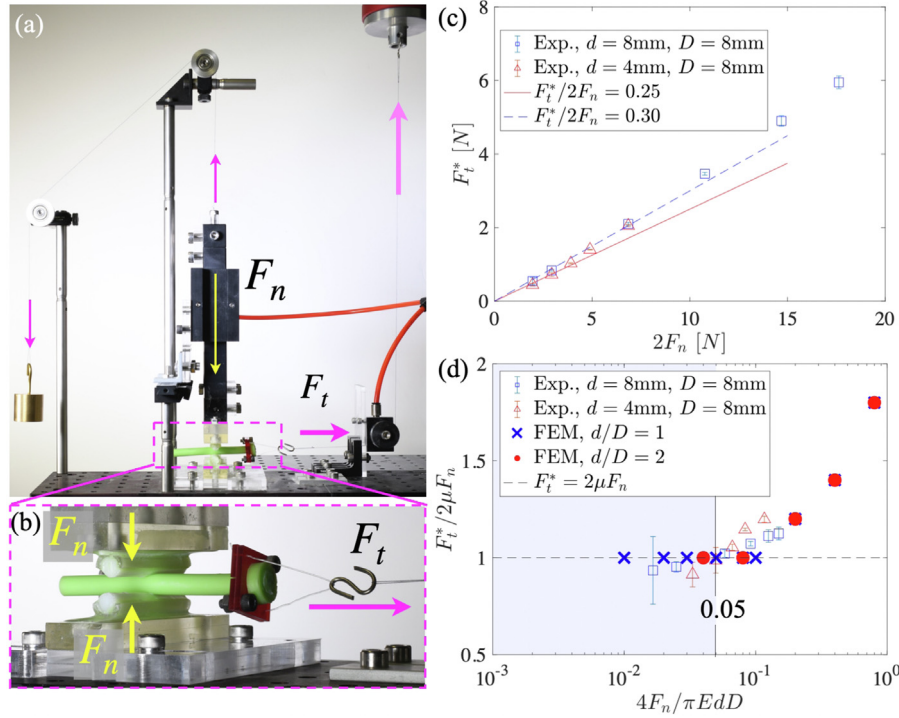 (a)
F_n
F_t
(b)
F_n
F_t
F_n
(c)
Exp., d = 8mm, D = 8mm
Exp., d = 4mm, D = 8mm
F_t^*/2F_n = 0.25
F_t^*/2F_n = 0.30
F_t^* [N]
8
6
4
2
0
0 5 10 15 20
2F_n [N]
(d)
Exp., d = 8mm, D = 8mm
Exp., d = 4mm, D = 8mm
FEM, d/D = 1
FEM, d/D = 2
F_t^* = 2μF_n
F_t^*/2μF_n
2
1.5
1
0.5
0.05
10^{-3} 10^{-2} 10^{-1} 10^0
4F_n/πEdD